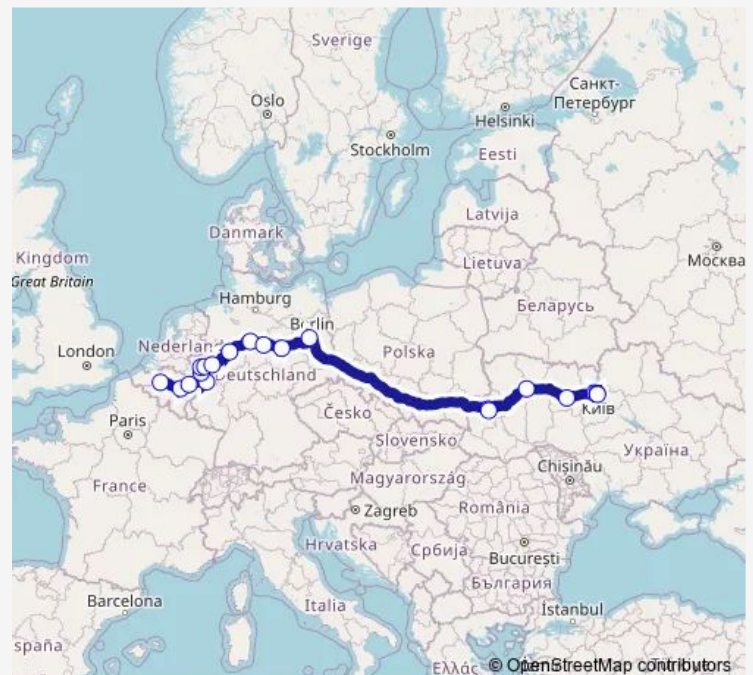 Sverige
Санкт-
Петербург
Oslo
Helsinki
Stockholm
Eesti
Latvija
Danmark
Москва
Lietuva
Kingdom
Great Britain
Беларусь
Hamburg
Berlin
London
Nederland
Polska
Deutschland
Paris
Česko
Київ
Slovensko
Україна
Chișinău
France
Magyarország
România
Zagreb
Hrvatska
Србија
București
България
Barcelona
Italia
İstanbul
spaña
Ελλάς
© OpenStreetMap contributors